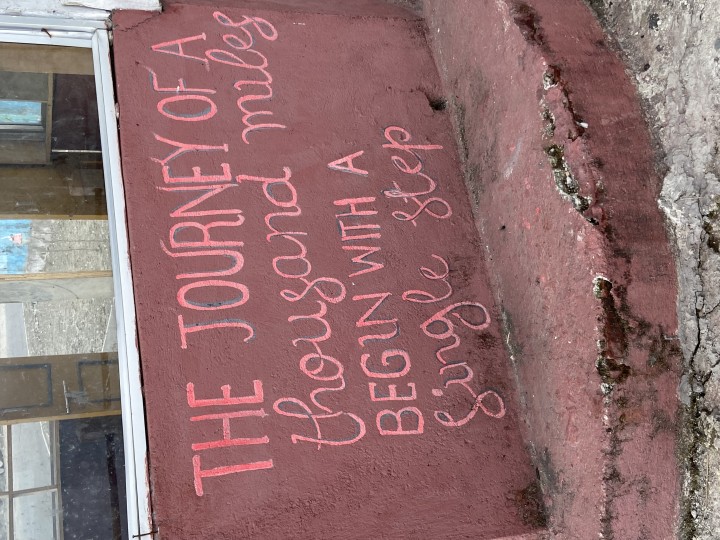 THE JOURNEY OF A
thousand miles
BEGIN WITH A
single step